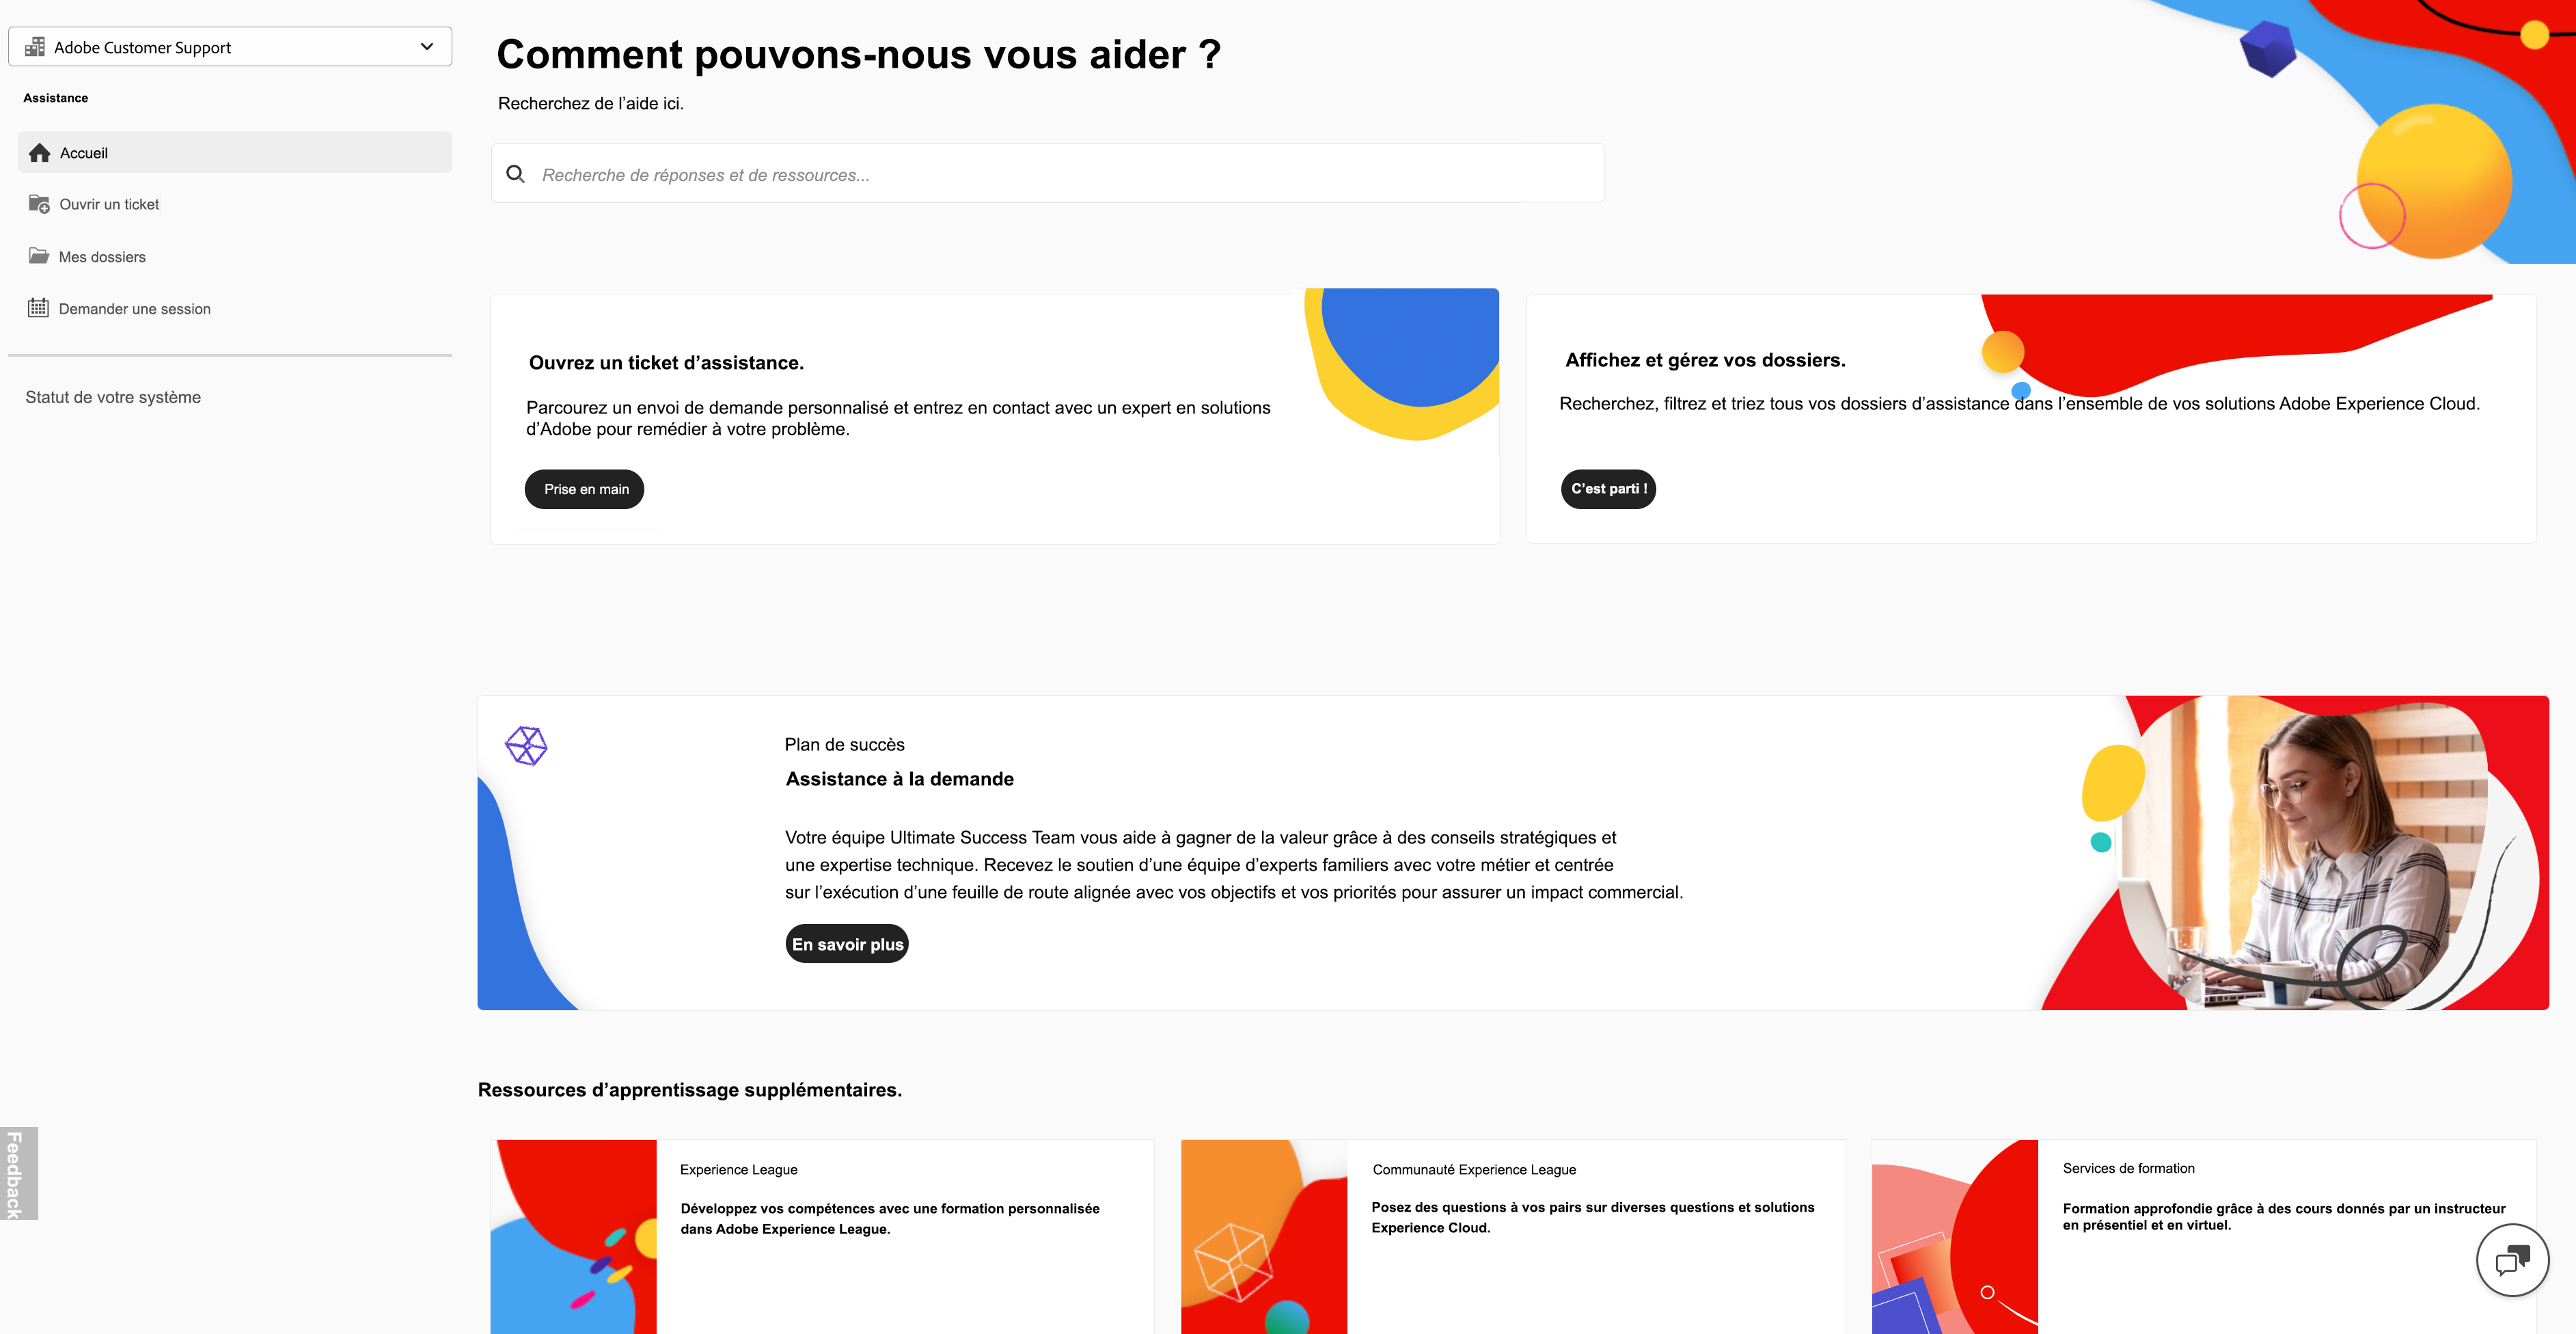 Adobe Customer Support
Assistance
Accueil
Ouvrir un ticket
Mes dossiers
Demander une session
Statut de votre système
Feedback
Comment pouvons-nous vous aider ?
Recherchez de l’aide ici.
Recherche de réponses et de ressources...
Ouvrez un ticket d’assistance.
Parcourez un envoi de demande personnalisé et entrez en contact avec un expert en solutions
d’Adobe pour remédier à votre problème.
Prise en main
Affichez et gérez vos dossiers.
Recherchez, filtrez et triez tous vos dossiers d’assistance dans l’ensemble de vos solutions Adobe Experience Cloud.
C’est parti !
Plan de succès
Assistance à la demande
Votre équipe Ultimate Success Team vous aide à gagner de la valeur grâce à des conseils stratégiques et
une expertise technique. Recevez le soutien d’une équipe d’experts familiers avec votre métier et centrée
sur l’exécution d’une feuille de route alignée avec vos objectifs et vos priorités pour assurer un impact commercial.
En savoir plus
Ressources d’apprentissage supplémentaires.
Experience League
Développez vos compétences avec une formation personnalisée
dans Adobe Experience League.
Communauté Experience League
Posez des questions à vos pairs sur diverses questions et solutions
Experience Cloud.
Services de formation
Formation approfondie grâce à des cours donnés par un instructeur
en présentiel et en virtuel.